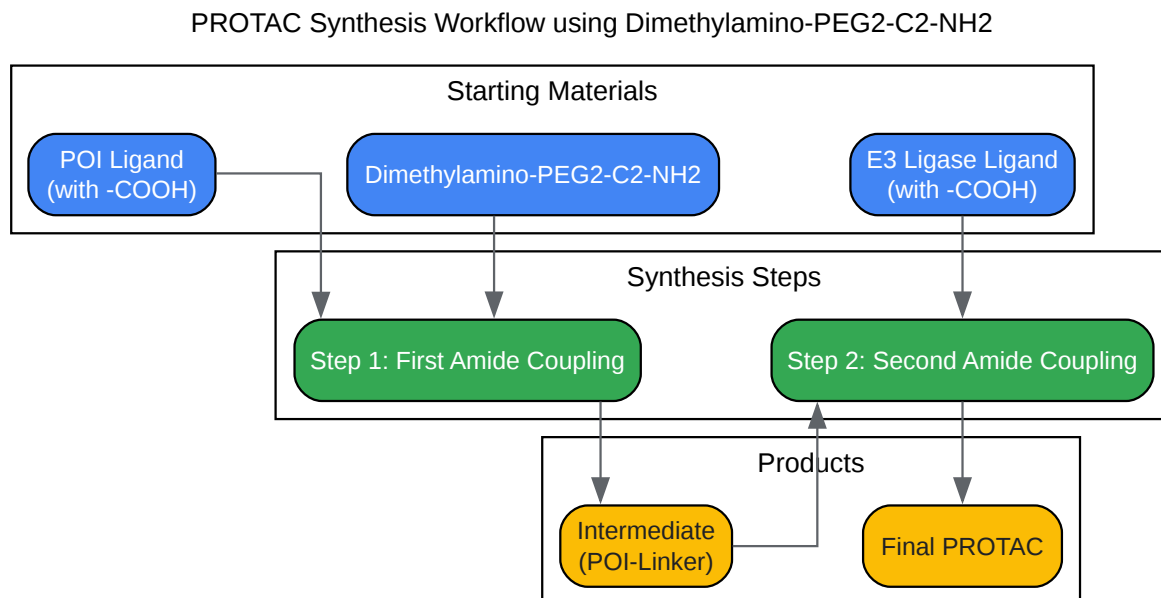 PROTAC Synthesis Workflow using Dimethylamino-PEG2-C2-NH2
Starting Materials
POI Ligand
(with -COOH)
Dimethylamino-PEG2-C2-NH2
E3 Ligase Ligand
(with -COOH)
Synthesis Steps
Step 1: First Amide Coupling
Step 2: Second Amide Coupling
Products
Intermediate
(POI-Linker)
Final PROTAC